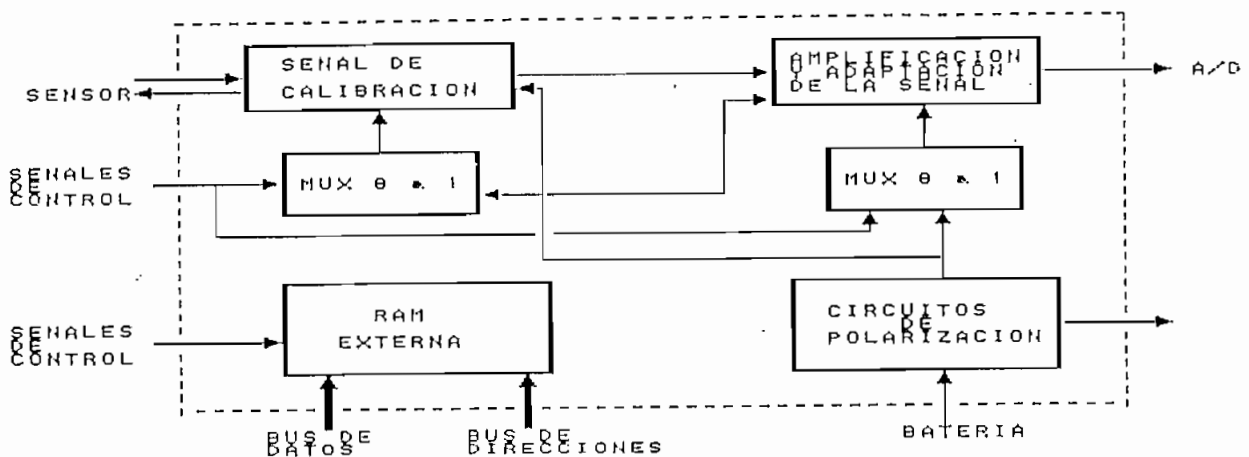 SENAL DE
CALIBRACION
AMPLIFICACION
Y ADAPTACION
DE LA SENAL
A/D
SENSOR
SENALES
DE
CONTROL
MUX 8 a 1
MUX 8 a 1
SENALES
DE
CONTROL
RAM
EXTERNA
CIRCUITOS
DE
POLARIZACION
BUS DE
DATOS
BUS DE
DIRECCIONES
BATERIA